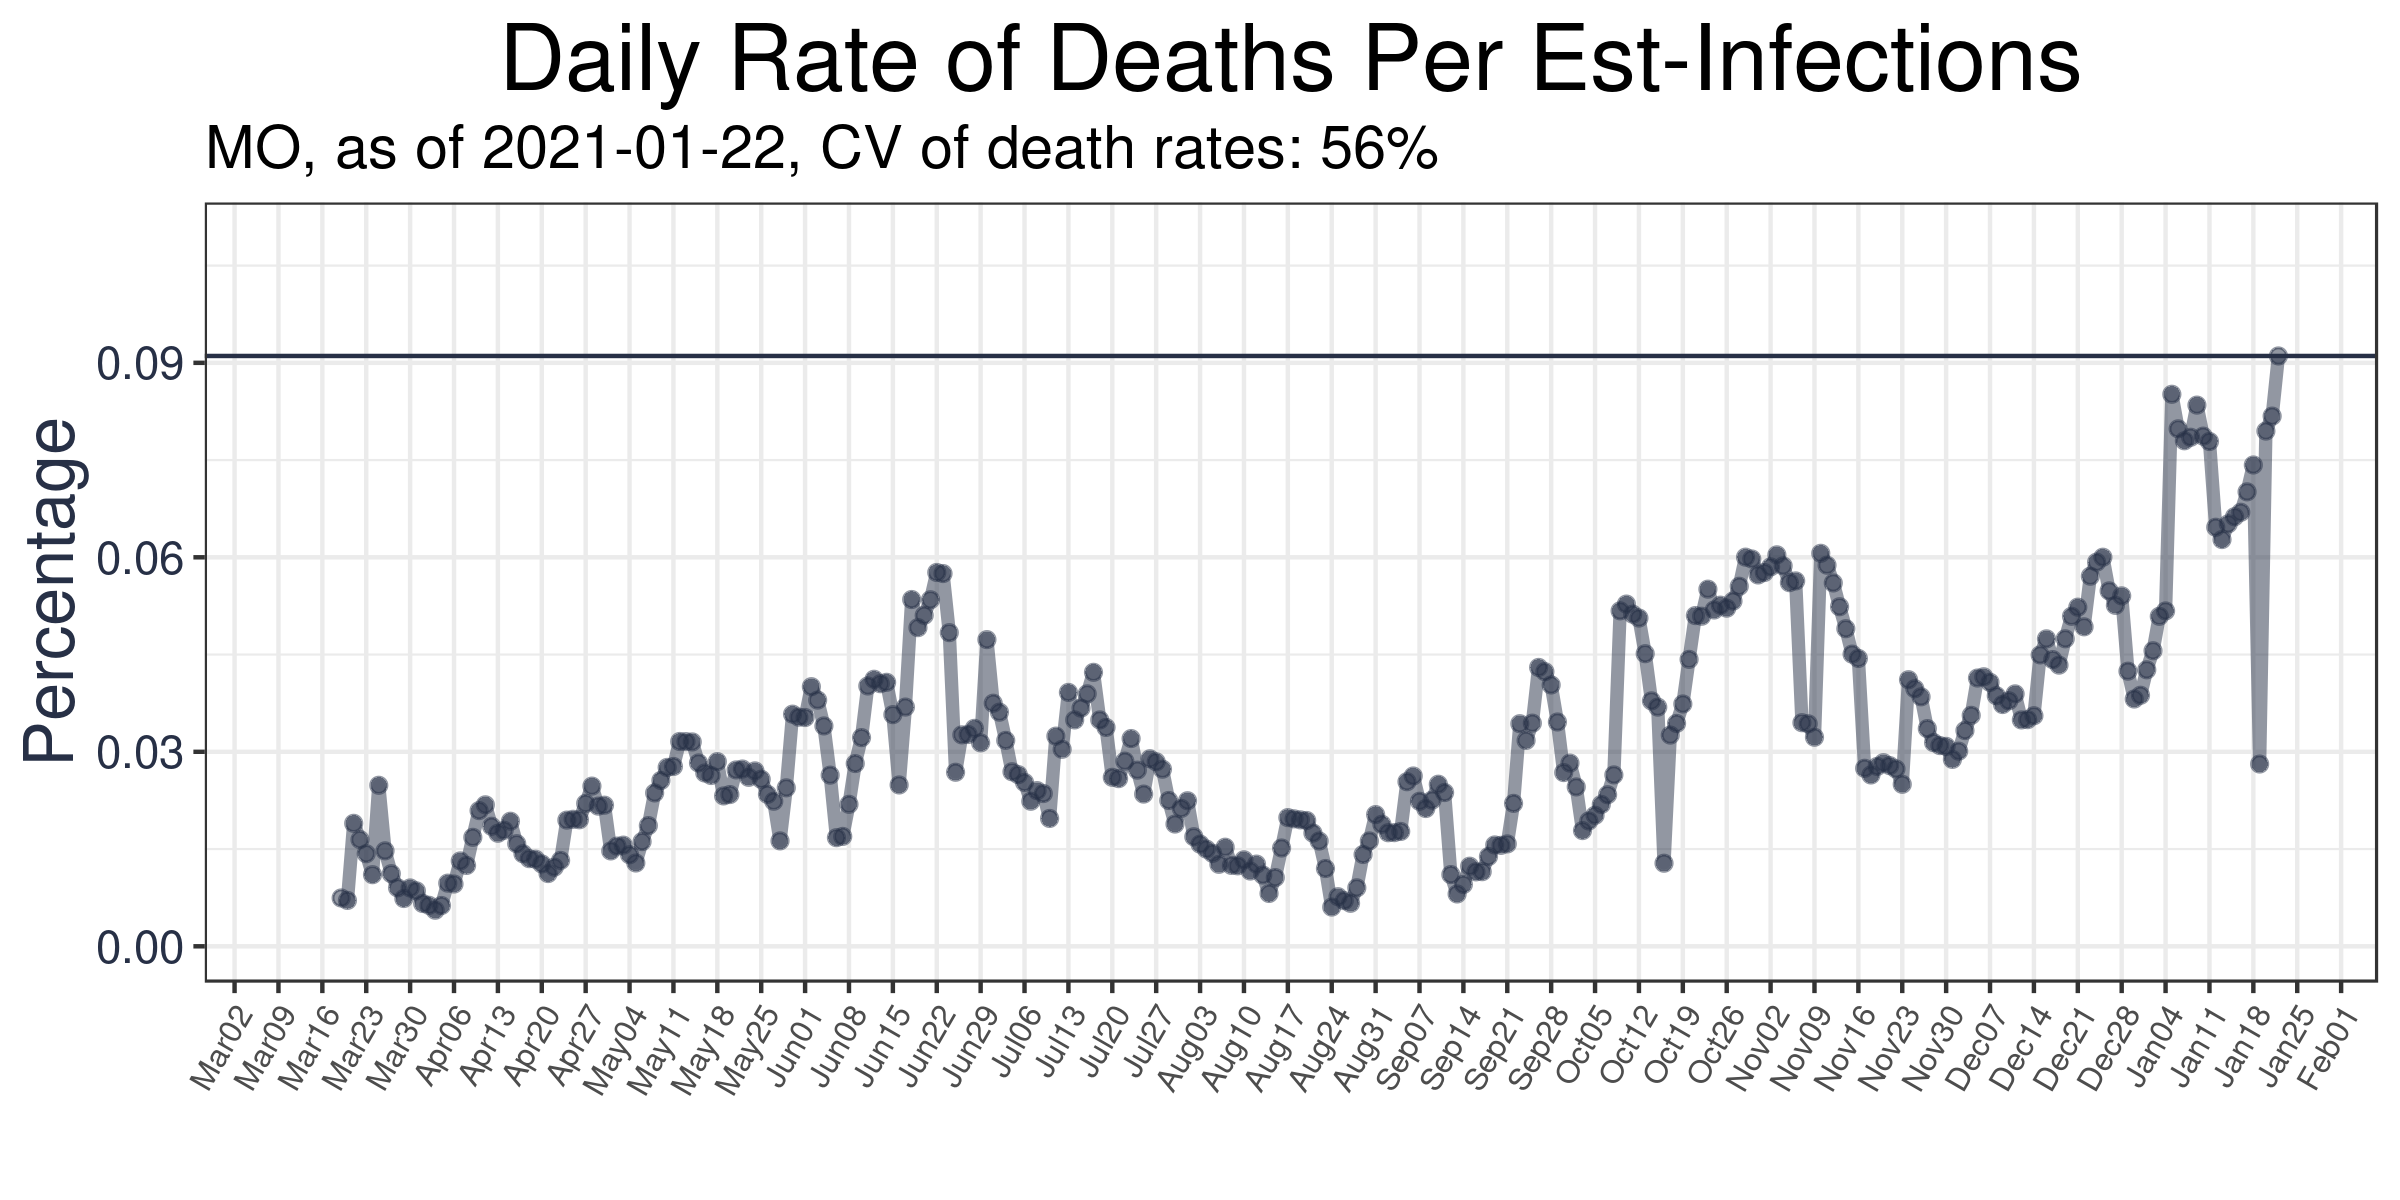 Daily Rate of Deaths Per Est-Infections
MO, as of 2021-01-22, CV of death rates: 56%
Percentage
0.09
0.06
0.03
0.00
Mar02
Mar09
Mar16
Mar23
Mar30
Apr06
Apr13
Apr20
Apr27
May04
May11
May18
May25
Jun01
Jun08
Jun15
Jun22
Jun29
Jul06
Jul13
Jul20
Jul27
Aug03
Aug10
Aug17
Aug24
Aug31
Sep07
Sep14
Sep21
Sep28
Oct05
Oct12
Oct19
Oct26
Nov02
Nov09
Nov16
Nov23
Nov30
Dec07
Dec14
Dec21
Dec28
Jan04
Jan11
Jan18
Jan25
Feb01